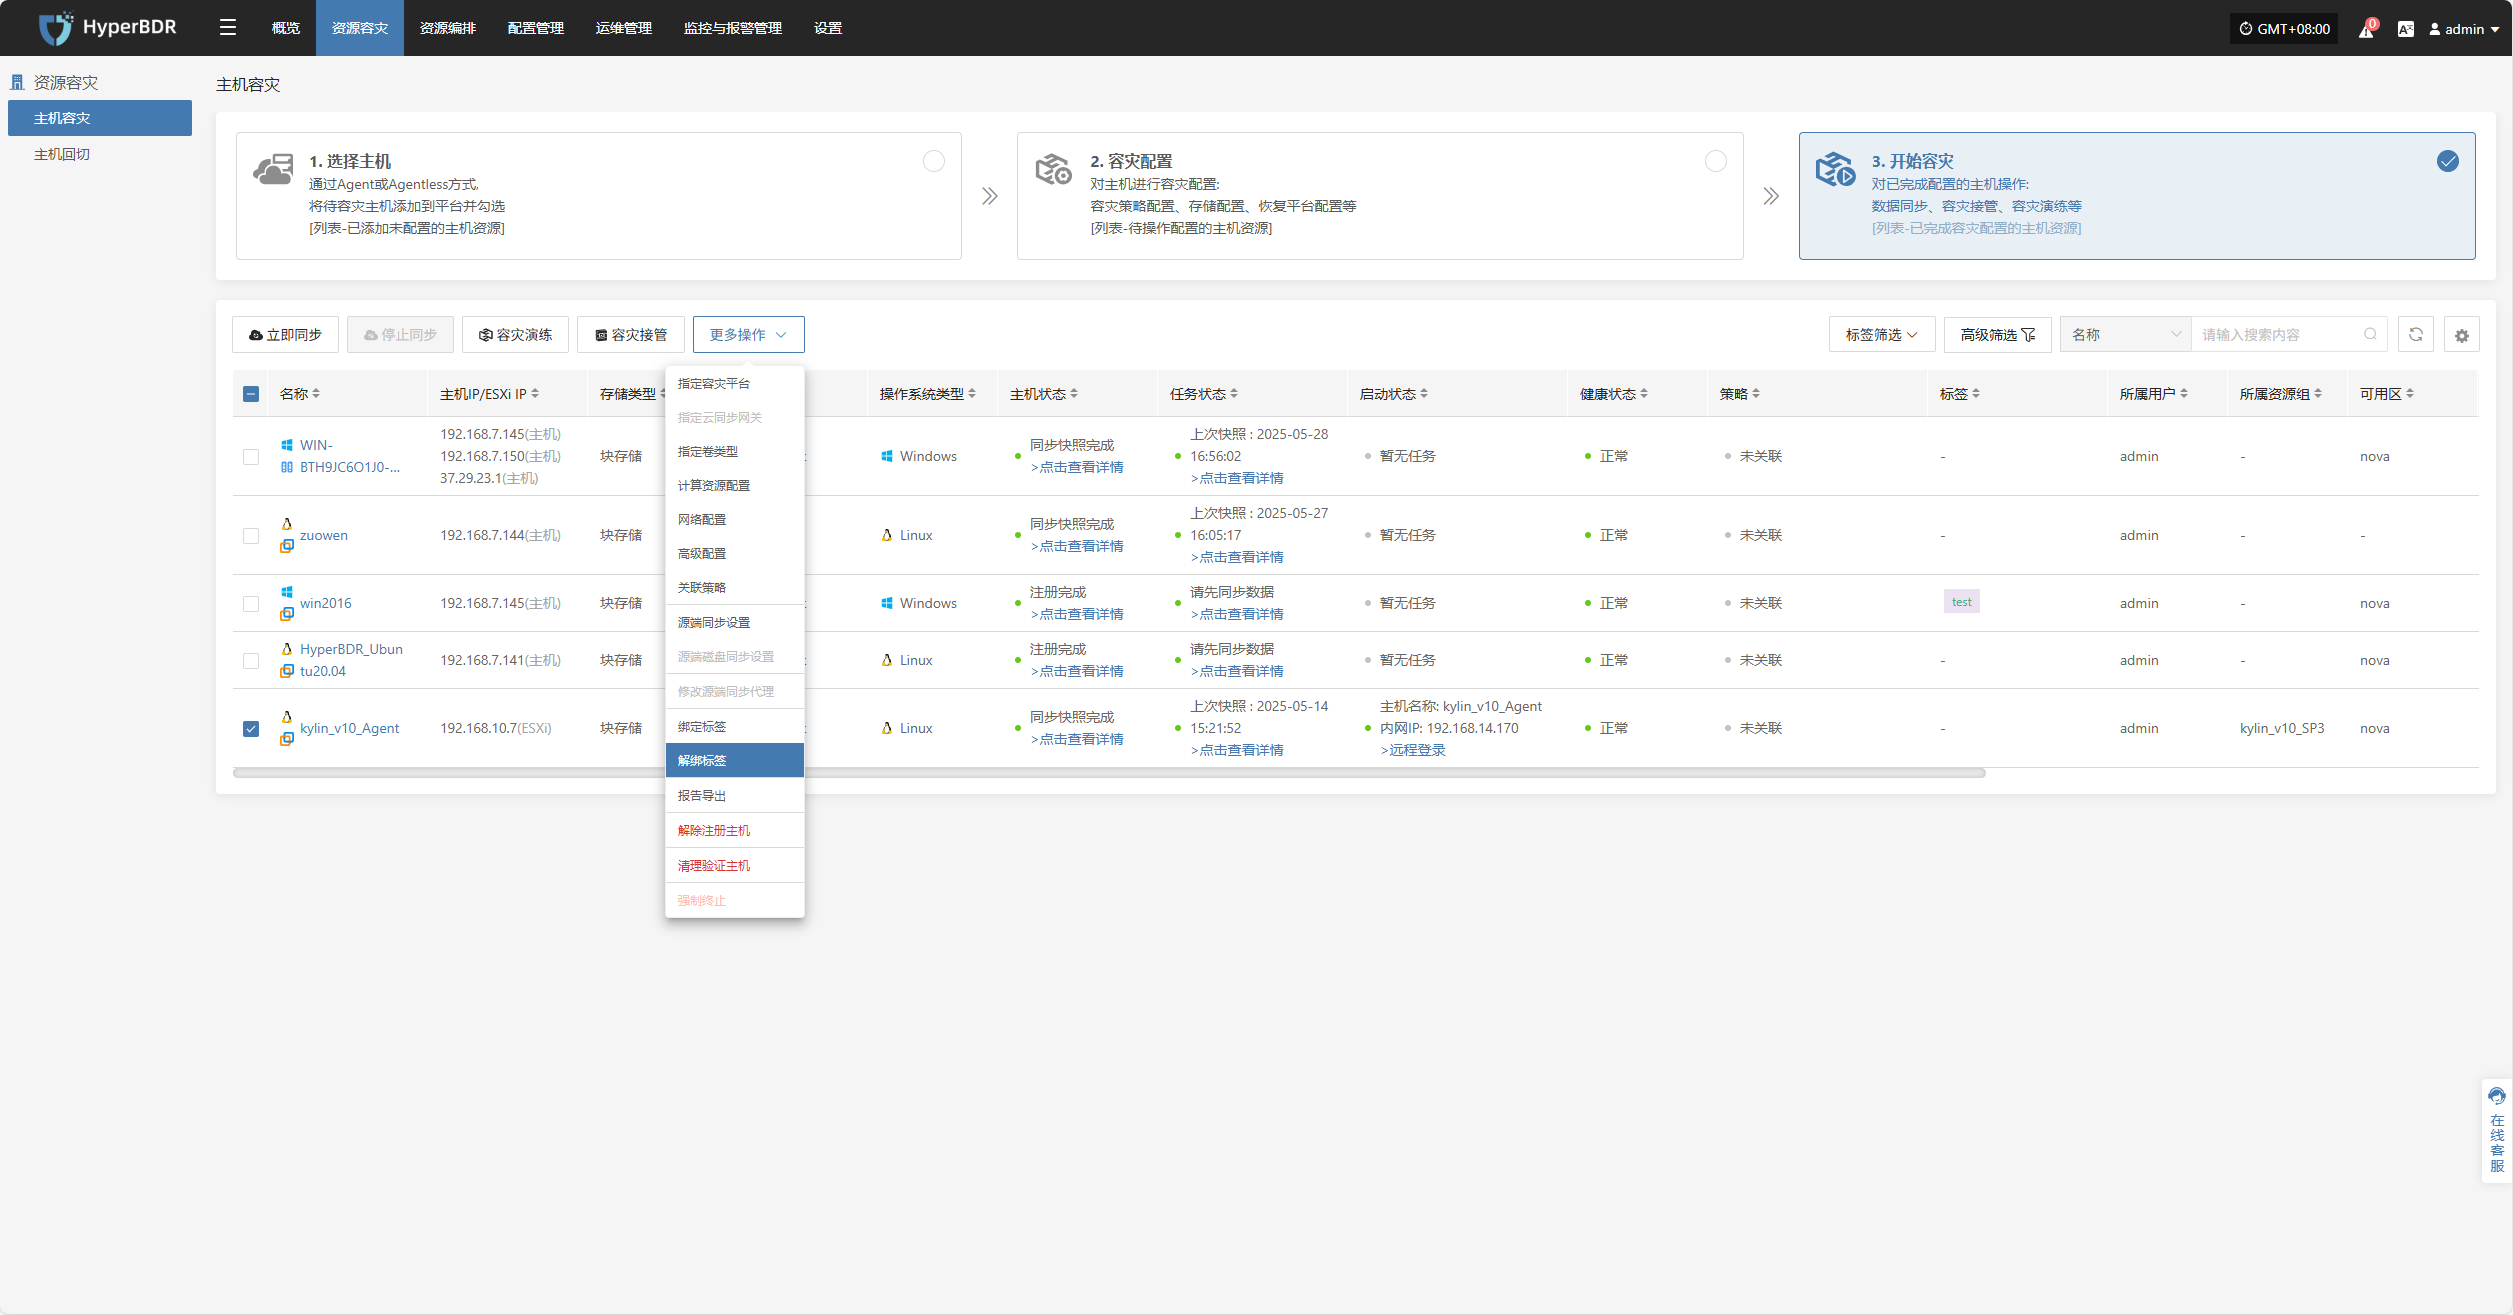 HyperBDR
概览
资源容灾
资源编排
配置管理
运维管理
监控与报警管理
设置
GMT+08:00
0
admin
资源容灾
主机容灾
主机回切
主机容灾
1. 选择主机
通过Agent或Agentless方式,
将待容灾主机添加到平台并勾选
[列表-已添加未配置的主机资源]
2. 容灾配置
对主机进行容灾配置:
容灾策略配置、存储配置、恢复平台配置等
[列表-待操作配置的主机资源]
3. 开始容灾
对已完成配置的主机操作:
数据同步、容灾接管、容灾演练等
[列表-已完成容灾配置的主机资源]
立即同步
停止同步
容灾演练
容灾接管
更多操作
标签筛选
高级筛选
名称
请输入搜索内容
名称
主机IP/ESXi IP
存储类型
操作系统类型
主机状态
任务状态
启动状态
健康状态
策略
标签
所属用户
所属资源组
可用区
WIN-
BTH9JC6O1J0-...
192.168.7.145(主机)
192.168.7.150(主机)
37.29.23.1(主机)
块存储
Windows
同步快照完成
>点击查看详情
上次快照 : 2025-05-28
16:56:02
>点击查看详情
暂无任务
正常
未关联
-
admin
-
nova
zuowen
192.168.7.144(主机)
块存储
Linux
同步快照完成
>点击查看详情
上次快照 : 2025-05-27
16:05:17
>点击查看详情
暂无任务
正常
未关联
-
admin
-
-
win2016
192.168.7.145(主机)
块存储
Windows
注册完成
>点击查看详情
请先同步数据
>点击查看详情
暂无任务
正常
未关联
test
admin
-
nova
HyperBDR_Ubun
tu20.04
192.168.7.141(主机)
块存储
Linux
注册完成
>点击查看详情
请先同步数据
>点击查看详情
暂无任务
正常
未关联
-
admin
-
nova
kylin_v10_Agent
192.168.10.7(ESXi)
块存储
Linux
同步快照完成
>点击查看详情
上次快照 : 2025-05-14
15:21:52
>点击查看详情
主机名称: kylin_v10_Agent
内网IP: 192.168.14.170
>远程登录
正常
未关联
-
admin
kylin_v10_SP3
nova
指定容灾平台
指定云同步网关
指定卷类型
计算资源配置
网络配置
高级配置
关联策略
源端同步设置
源端磁盘同步设置
修改源端同步代理
绑定标签
解绑标签
报告导出
解除注册主机
清理验证主机
强制终止
在线客服